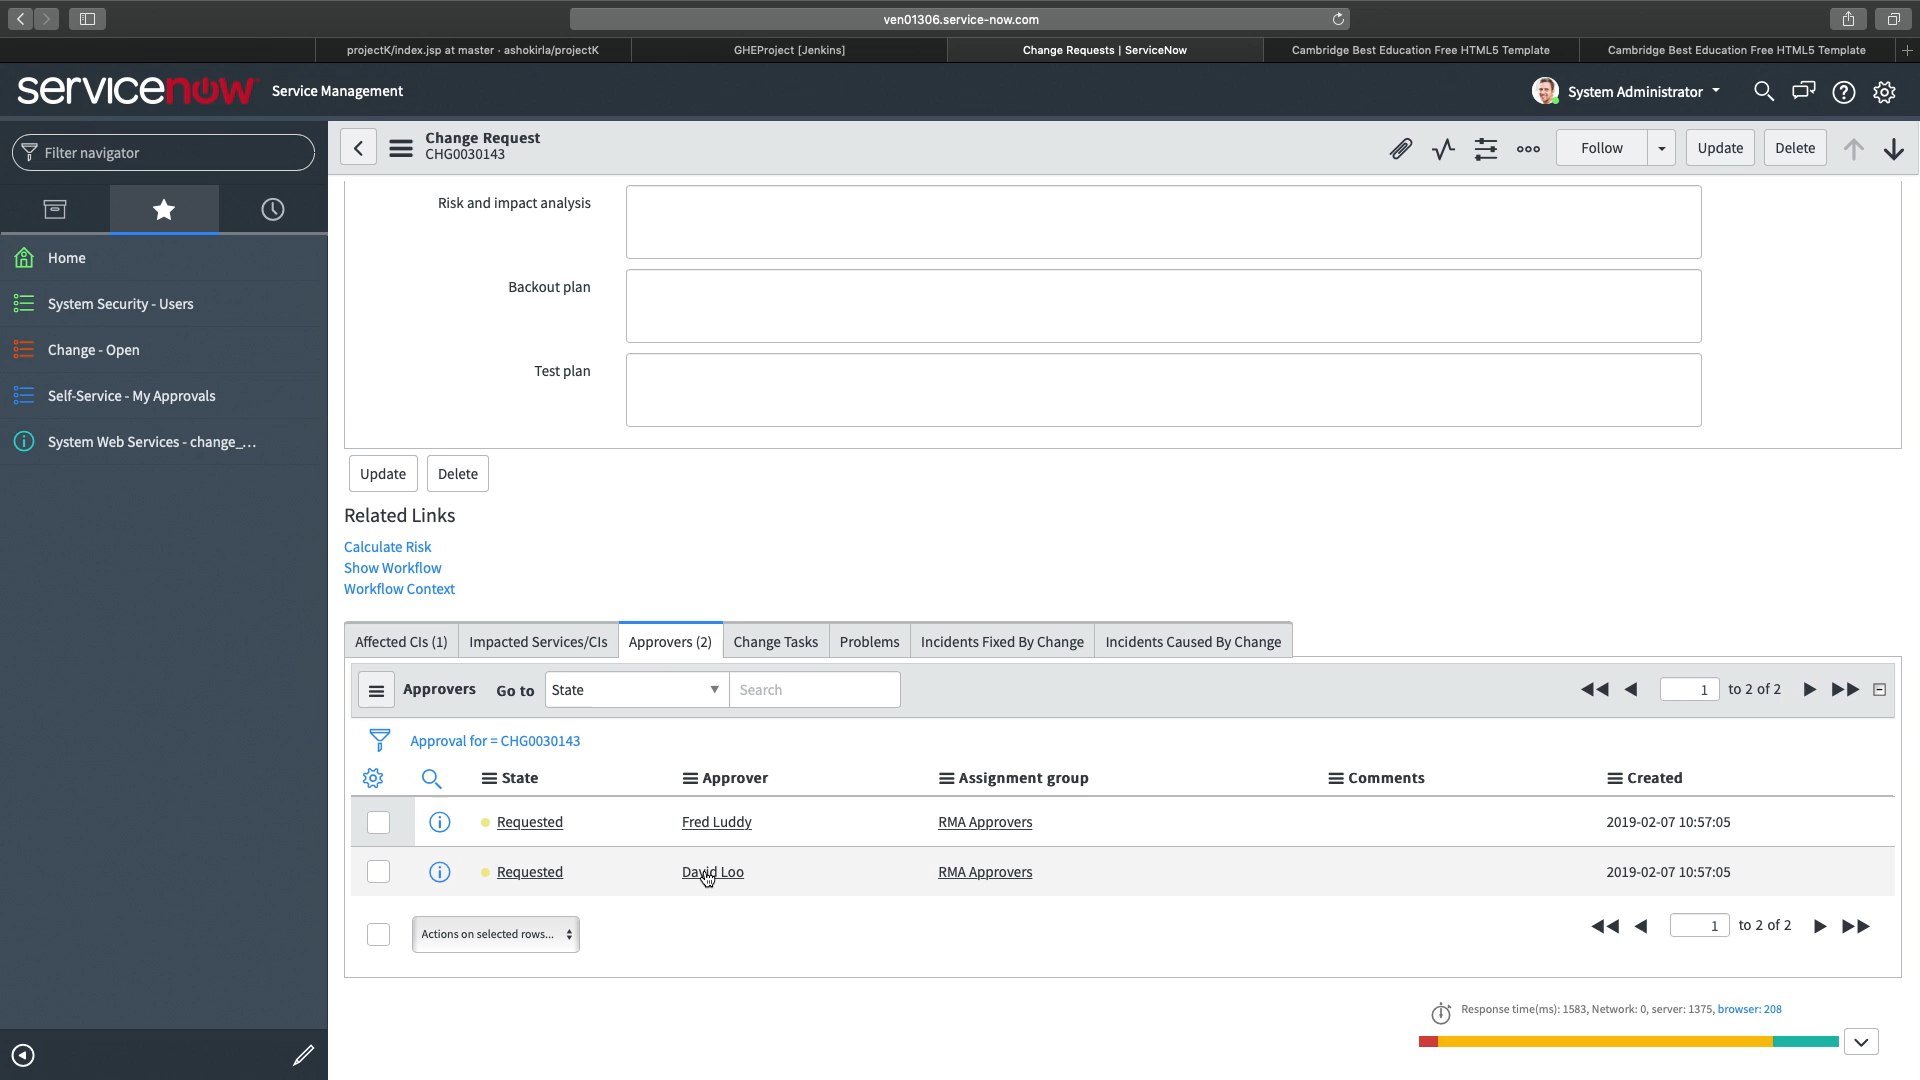 ven01306.service-now.com
projectK/index.jsp at master · ashokirla/projectK
GHEProject [Jenkins]
Change Requests | ServiceNow
Cambridge Best Education Free HTML5 Template
Cambridge Best Education Free HTML5 Template
servicenow Service Management
System Administrator
Filter navigator
Change Request
CHG0030143
Follow
Update
Delete
Home
System Security - Users
Change - Open
Self-Service - My Approvals
System Web Services - change_...
Risk and impact analysis
Backout plan
Test plan
Update
Delete
Related Links
Calculate Risk
Show Workflow
Workflow Context
Affected CIs (1)
Impacted Services/CIs
Approvers (2)
Change Tasks
Problems
Incidents Fixed By Change
Incidents Caused By Change
Approvers Go to State Search
1 to 2 of 2
Approval for = CHG0030143
State Approver Assignment group Comments Created
Requested Fred Luddy RMA Approvers 2019-02-07 10:57:05
Requested David Loo RMA Approvers 2019-02-07 10:57:05
Actions on selected rows...
1 to 2 of 2
Response time(ms): 1583, Network: 0, server: 1375, browser: 208